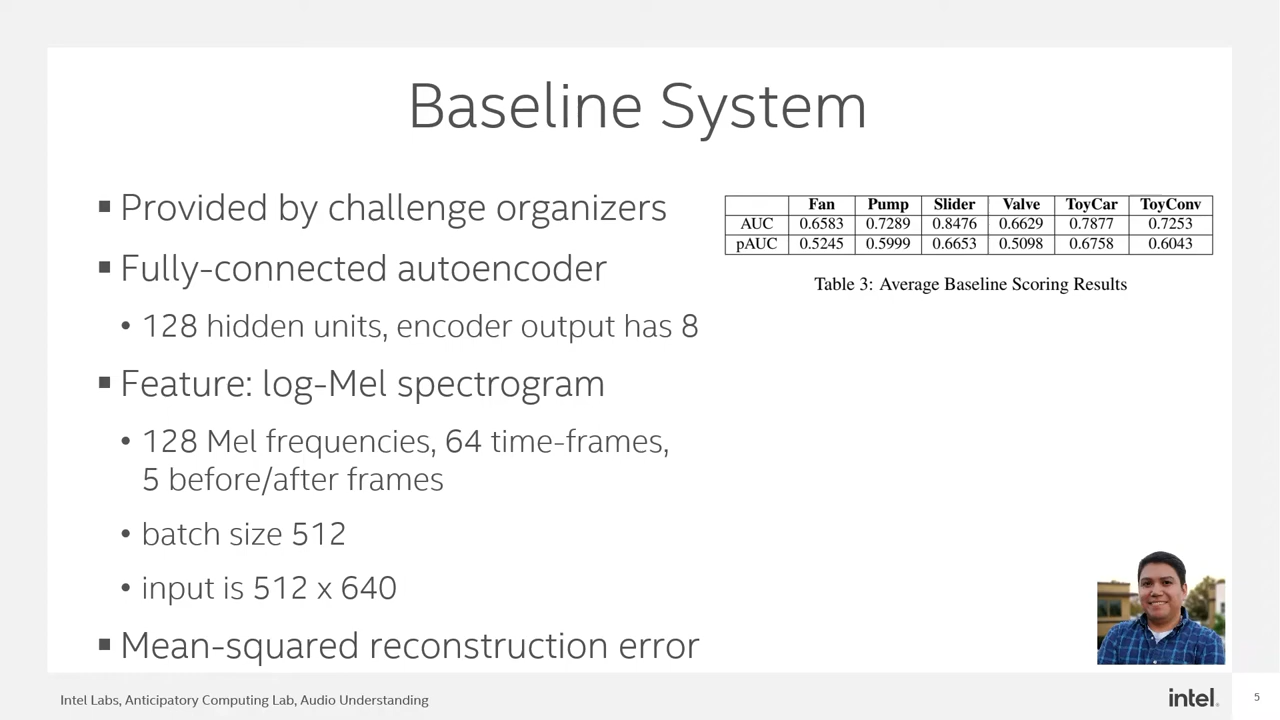 Baseline System
▪ Provided by challenge organizers
▪ Fully-connected autoencoder
• 128 hidden units, encoder output has 8
▪ Feature: log-Mel spectrogram
• 128 Mel frequencies, 64 time-frames,
5 before/after frames
• batch size 512
• input is 512 x 640
▪ Mean-squared reconstruction error
Fan Pump Slider Valve ToyCar ToyConv
AUC 0.6583 0.7289 0.8476 0.6629 0.7877 0.7253
pAUC 0.5245 0.5999 0.6653 0.5098 0.6758 0.6043
Table 3: Average Baseline Scoring Results
Intel Labs, Anticipatory Computing Lab, Audio Understanding
intel.
5